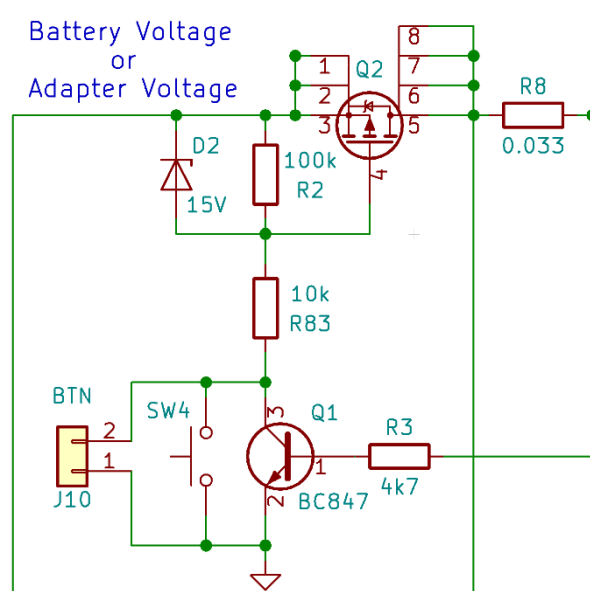 Battery Voltage
or
Adapter Voltage
Q2
1
2
3
8
7
6
5
4
R8
0.033
D2
15V
100k
R2
10k
R83
BTN
2
1
J10
SW4
Q1
3
1
2
BC847
R3
4k7